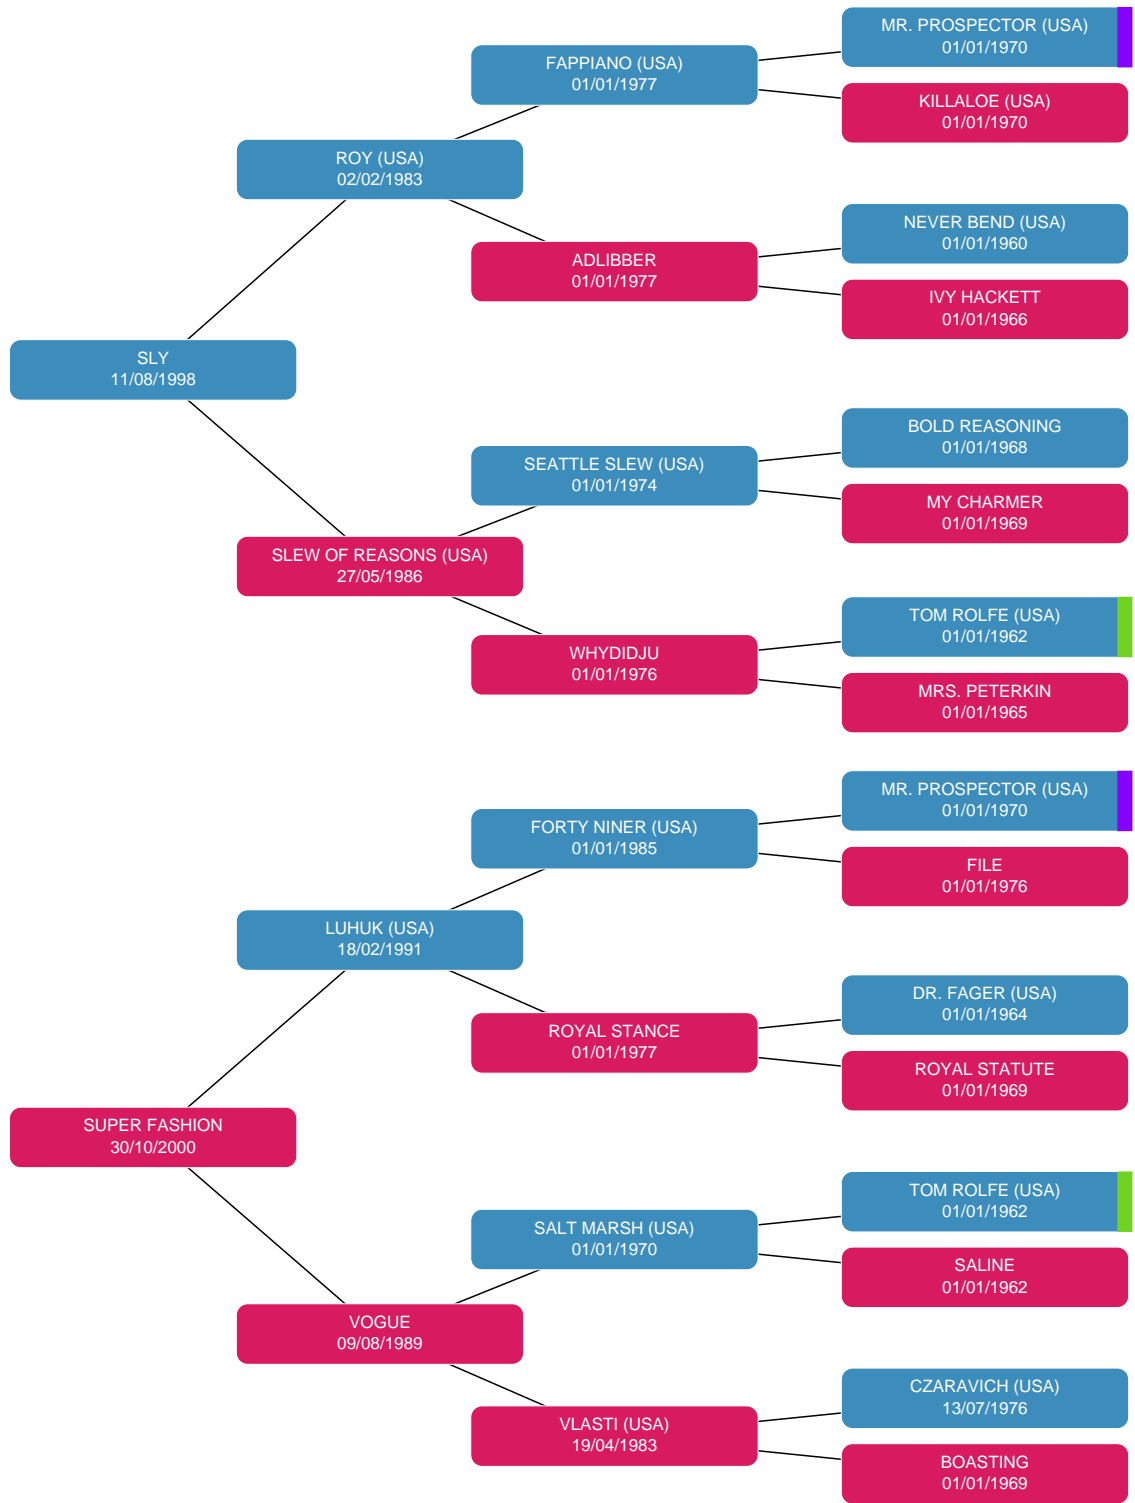 MR. PROSPECTOR (USA)
01/01/1970
FAPPIANO (USA)
01/01/1977
KILLALOE (USA)
01/01/1970
ROY (USA)
02/02/1983
NEVER BEND (USA)
01/01/1960
ADLIBBER
01/01/1977
IVY HACKETT
01/01/1966
SLY
11/08/1998
BOLD REASONING
01/01/1968
SEATTLE SLEW (USA)
01/01/1974
MY CHARMER
01/01/1969
SLEW OF REASONS (USA)
27/05/1986
TOM ROLFE (USA)
01/01/1962
WHYDIDJU
01/01/1976
MRS. PETERKIN
01/01/1965
MR. PROSPECTOR (USA)
01/01/1970
FORTY NINER (USA)
01/01/1985
FILE
01/01/1976
LUHUK (USA)
18/02/1991
DR. FAGER (USA)
01/01/1964
ROYAL STANCE
01/01/1977
ROYAL STATUTE
01/01/1969
SUPER FASHION
30/10/2000
TOM ROLFE (USA)
01/01/1962
SALT MARSH (USA)
01/01/1970
SALINE
01/01/1962
VOGUE
09/08/1989
CZARAVICH (USA)
13/07/1976
VLASTI (USA)
19/04/1983
BOASTING
01/01/1969